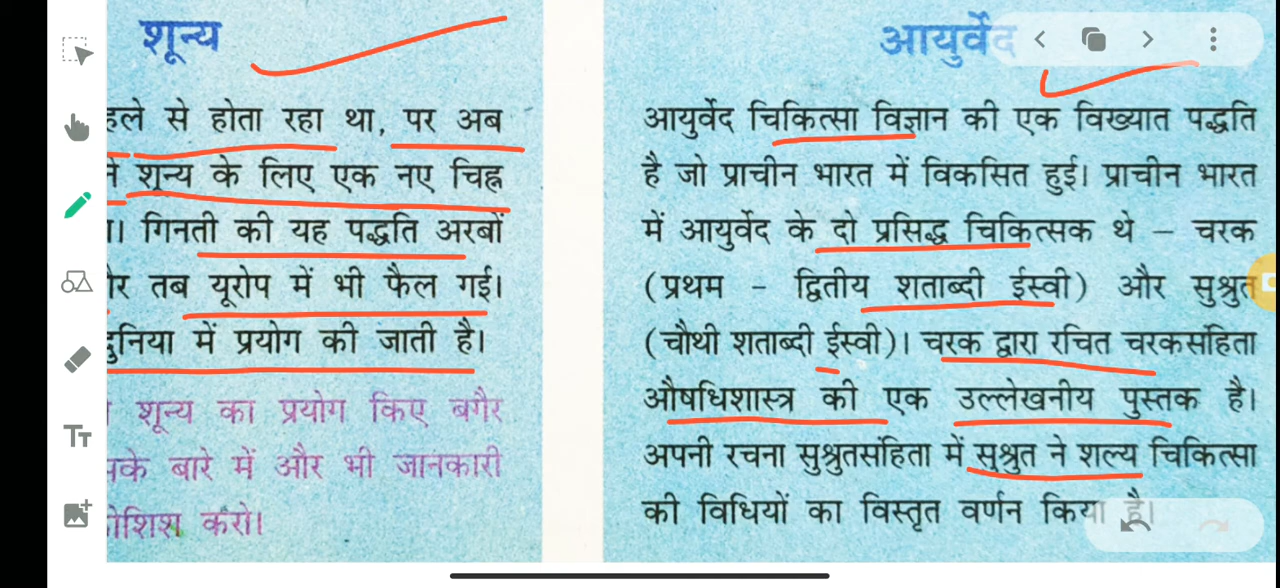 शून्य
हले से होता रहा था, पर अब
ने शून्य के लिए एक नए चिह्न
ा। गिनती की यह पद्धति अरबों
तब यूरोप में भी फैल गई।
दुनिया में प्रयोग की जाती है।
शून्य का प्रयोग किए बगैर
के बारे में और भी जानकारी
करो।
आयुर्वेद
आयुर्वेद चिकित्सा विज्ञान की एक विख्यात पद्धति
है जो प्राचीन भारत में विकसित हुई। प्राचीन भारत
में आयुर्वेद के दो प्रसिद्ध चिकित्सक थे – चरक
(प्रथम - द्वितीय शताब्दी ईस्वी) और सुश्रुत
(चौथी शताब्दी ईस्वी)। चरक द्वारा रचित चरकसंहिता
औषधिशास्त्र की एक उल्लेखनीय पुस्तक है।
अपनी रचना सुश्रुतसंहिता में सुश्रुत ने शल्य चिकित्सा
की विधियों का विस्तृत वर्णन किया है।
TT